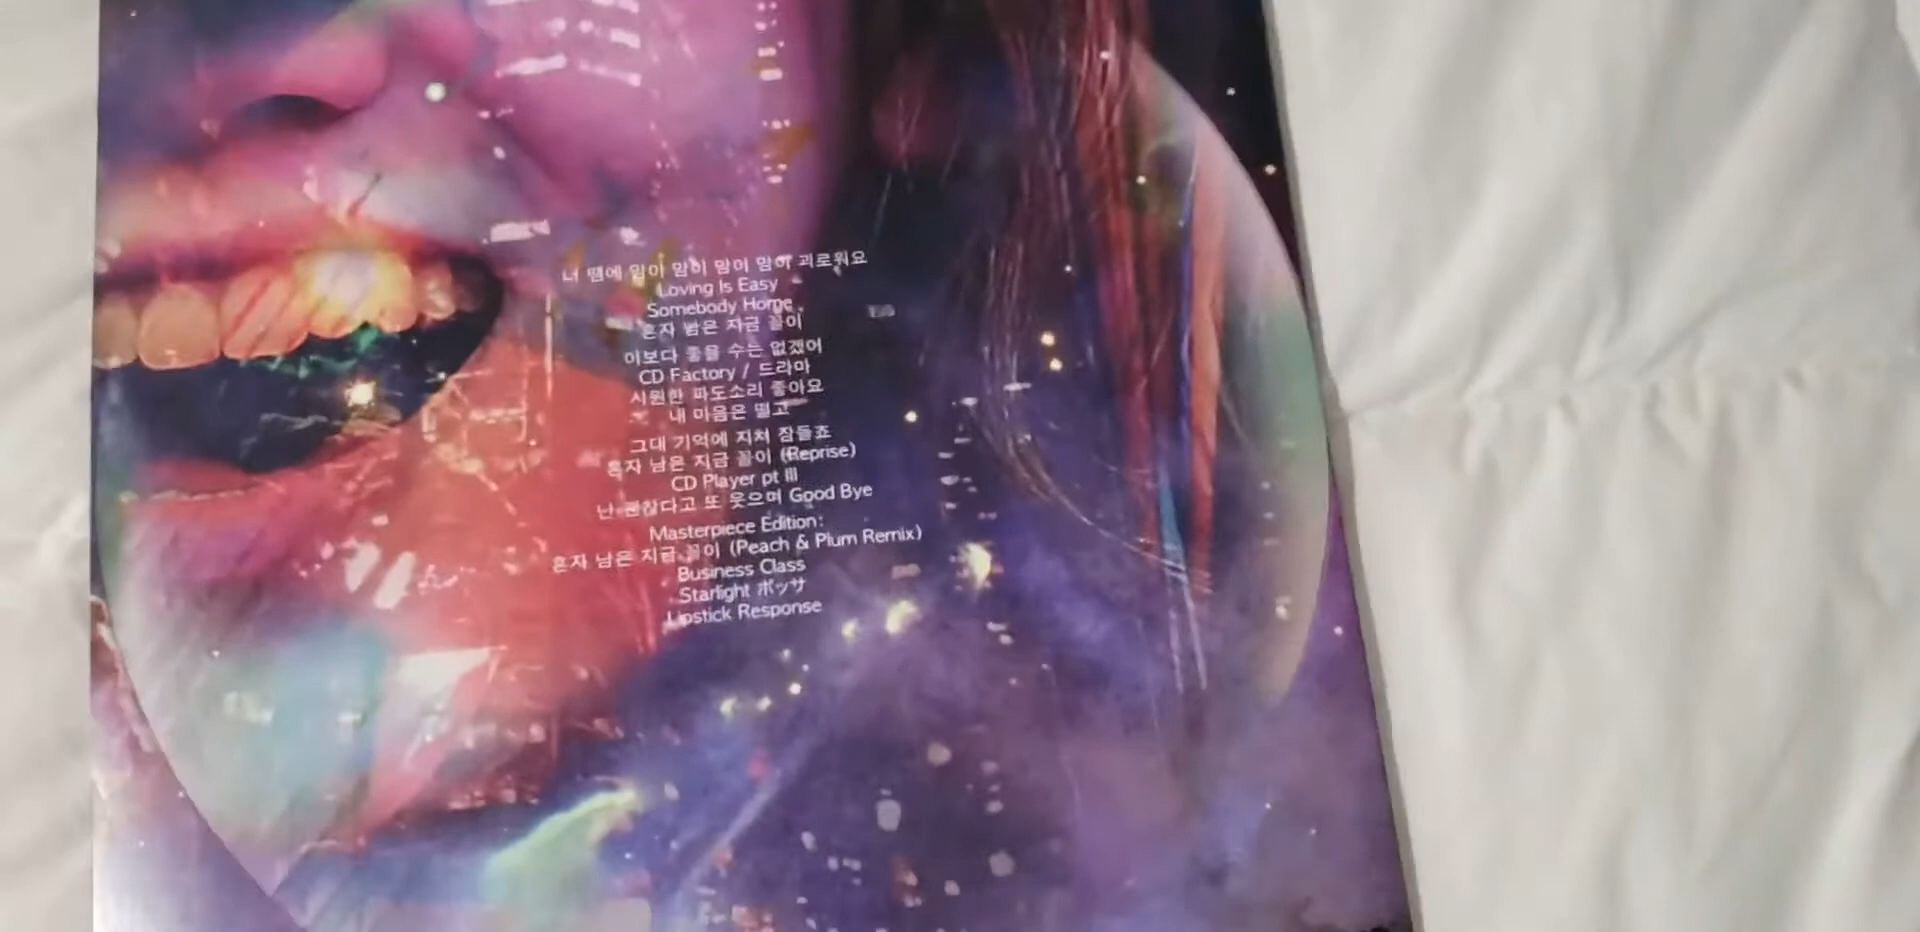 너 땜에 맘이 맘이 맘이 맘이 괴로워요
Loving Is Easy
Somebody Home
혼자 남은 지금 꼴이
이보다 좋을 수는 없겠어
CD Factory / 드라마
시원한 파도소리 좋아요
내 마음은 떨고
그대 기억에 지쳐 잠들죠
혼자 남은 지금 꼴이 (Reprise)
CD Player pt III
난 괜찮다고 또 웃으며 Good Bye
Masterpiece Edition:
혼자 남은 지금 꼴이 (Peach & Plum Remix)
Business Class
Starlight ボッサ
Lipstick Response